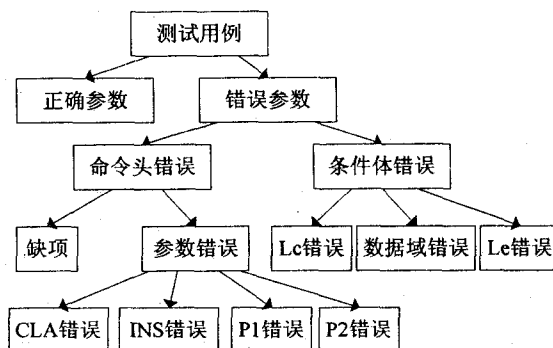 测试用例
正确参数
错误参数
命令头错误
条件体错误
缺项
参数错误
Lc错误
数据域错误
Le错误
CLA错误
INS错误
P1错误
P2错误